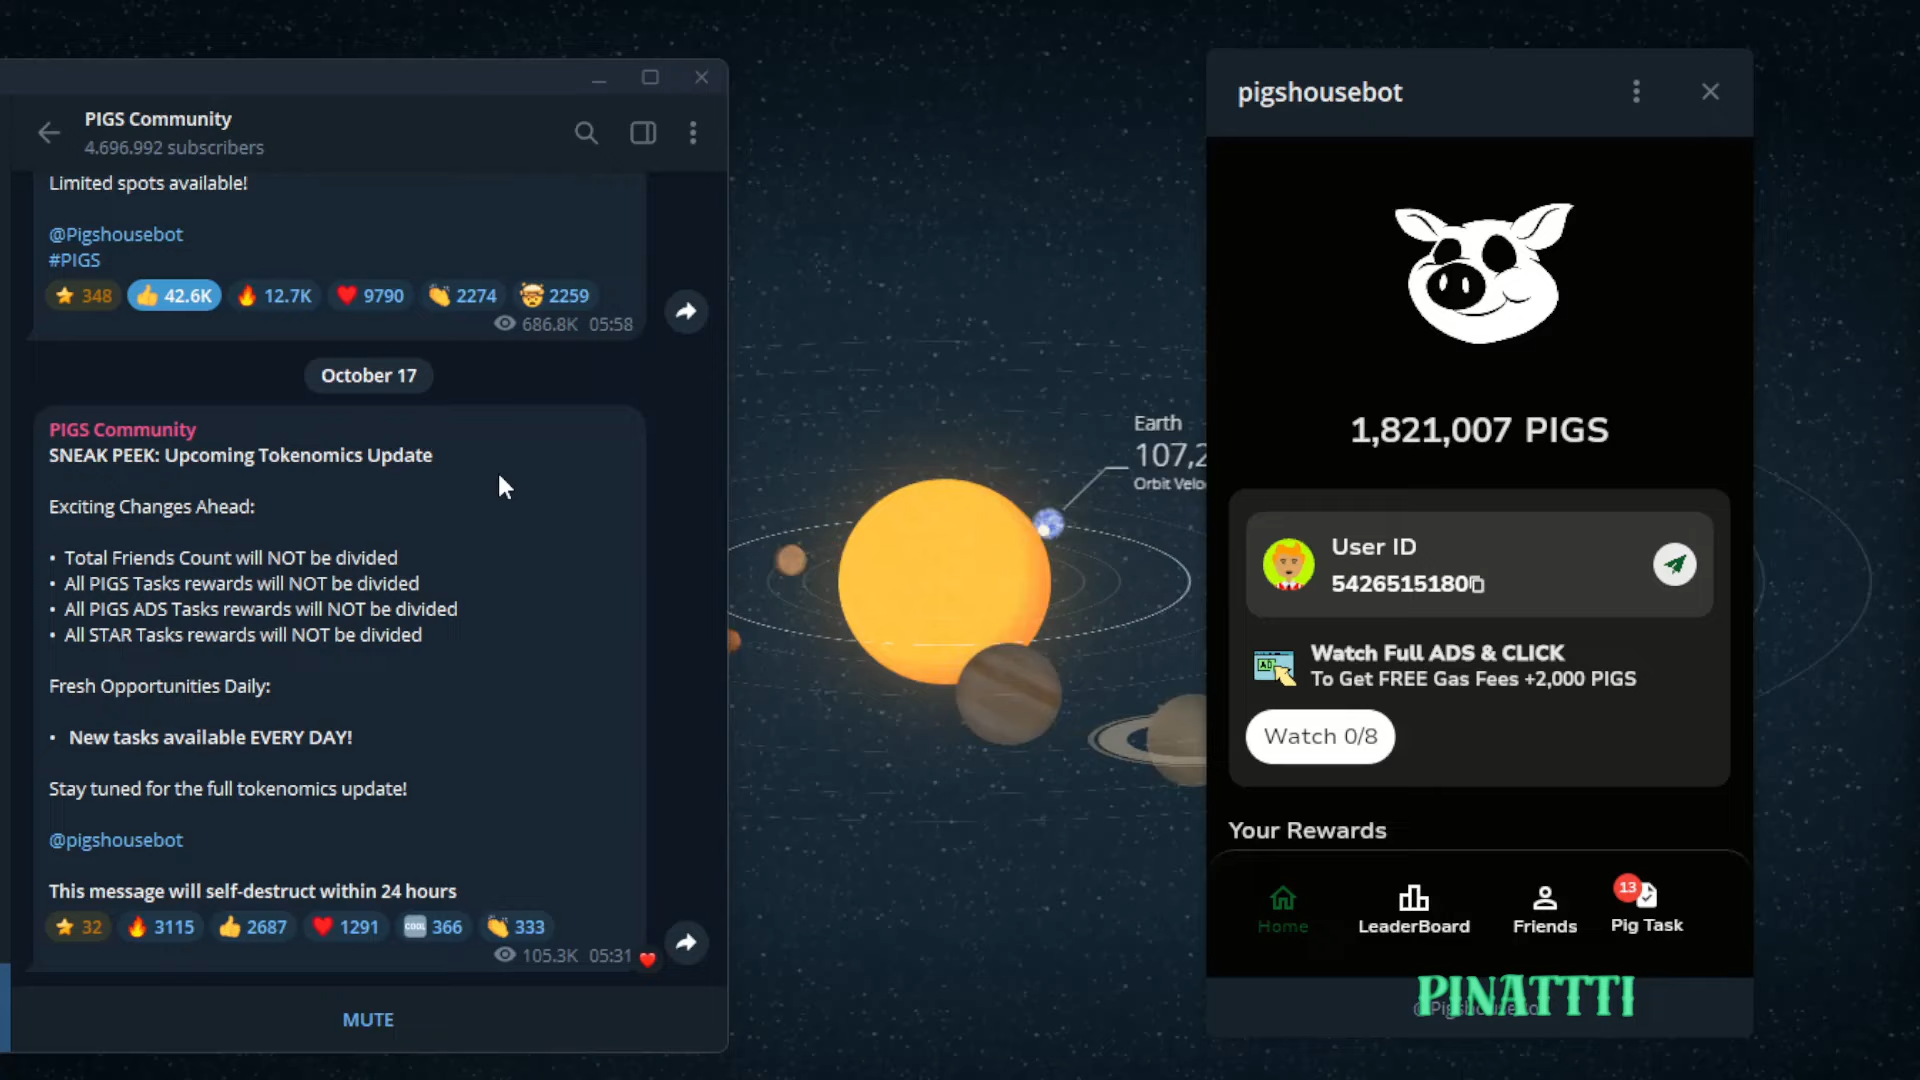 PIGS Community
4.696.992 subscribers
Limited spots available!
@Pigshousebot
#PIGS
348 42.6K 12.7K 9790 2274 2259
686.8K 05:58
October 17
PIGS Community
SNEAK PEEK: Upcoming Tokenomics Update
Exciting Changes Ahead:
• Total Friends Count will NOT be divided
• All PIGS Tasks rewards will NOT be divided
• All PIGS ADS Tasks rewards will NOT be divided
• All STAR Tasks rewards will NOT be divided
Fresh Opportunities Daily:
• New tasks available EVERY DAY!
Stay tuned for the full tokenomics update!
@pigshousebot
This message will self-destruct within 24 hours
32 3115 2687 1291 COOL 366 333
105.3K 05:31
MUTE
Earth
107,2
Orbit Velo
pigshousebot
1,821,007 PIGS
User ID
5426515180
AD
Watch Full ADS & CLICK
To Get FREE Gas Fees +2,000 PIGS
Watch 0/8
Your Rewards
13
Home LeaderBoard Friends Pig Task
PINATTTI